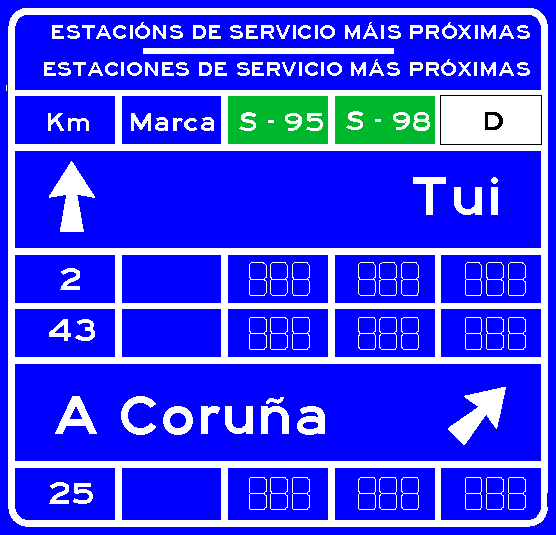 ESTACIÓNS DE SERVICIO MÁIS PRÓXIMAS
ESTACIONES DE SERVICIO MÁS PRÓXIMAS
Km Marca S - 95 S - 98 D
Tui
2
43
A Coruña
25